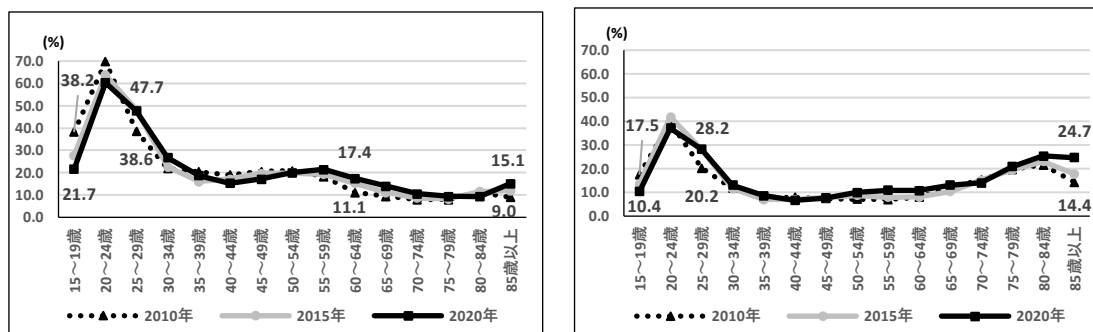 (%)
70.0
60.0
50.0
40.0
30.0
20.0
10.0
0.0
38.2
47.7
38.6
21.7
17.4
11.1
15.1
9.0
15~19歳
20~24歳
25~29歳
30~34歳
35~39歳
40~44歳
45~49歳
50~54歳
55~59歳
60~64歳
65~69歳
70~74歳
75~79歳
80~84歳
85歳以上
2010年 2015年 2020年
(%)
70.0
60.0
50.0
40.0
30.0
20.0
10.0
0.0
17.5
28.2
20.2
10.4
24.7
14.4
15~19歳
20~24歳
25~29歳
30~34歳
35~39歳
40~44歳
45~49歳
50~54歳
55~59歳
60~64歳
65~69歳
70~74歳
75~79歳
80~84歳
85歳以上
2010年 2015年 2020年